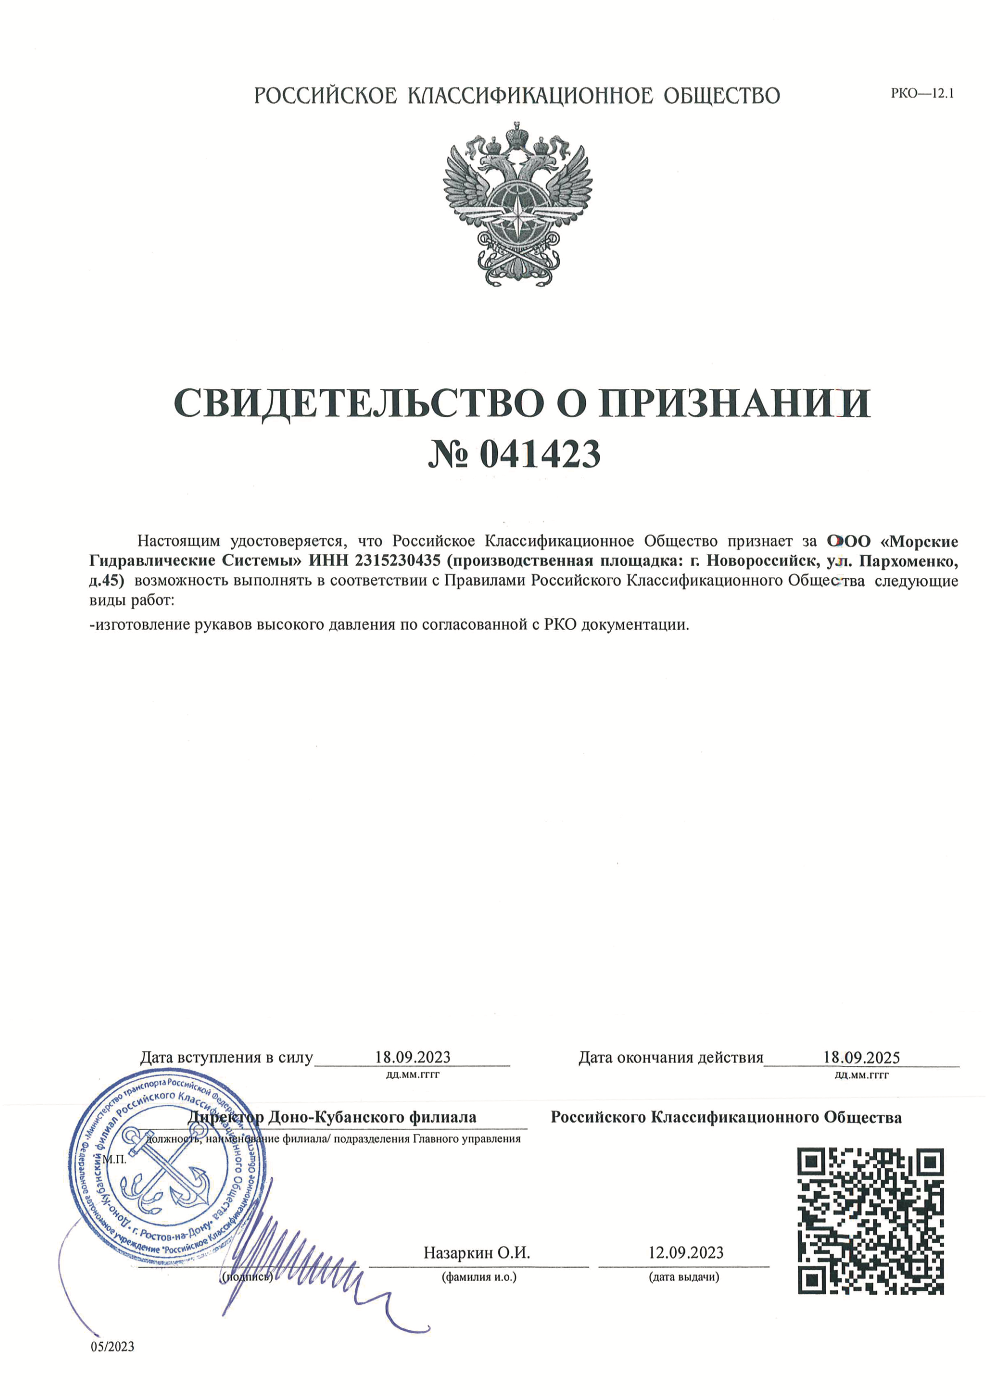 РОССИЙСКОЕ КЛАССИФИКАЦИОННОЕ ОБЩЕСТВО
РКО—12.1
СВИДЕТЕЛЬСТВО О ПРИЗНАНИИ
№ 041423
Настоящим удостоверяется, что Российское Классификационное Общество признает за ООО «Морские
Гидравлические Системы» ИНН 2315230435 (производственная площадка: г. Новороссийск, ул. Пархоменко,
д.45) возможность выполнять в соответствии с Правилами Российского Классификационного Общества следующие
виды работ:
-изготовление рукавов высокого давления по согласованной с РКО документации.
Дата вступления в силу 18.09.2023 Дата окончания действия 18.09.2025
дд.мм.гггг дд.мм.гггг
Директор Доно-Кубанского филиала Российского Классификационного Общества
должность, наименование филиала/ подразделения Главного управления
М.П.
Министерство транспорта Российской Федерации
Федеральное автономное учреждение "Российское Классификационное Общество"
Доно-Кубанский филиал Российского Классификационного Общества
г. Ростов-на-Дону
Назаркин О.И. 12.09.2023
(подпись) (фамилия и.о.) (дата выдачи)
05/2023